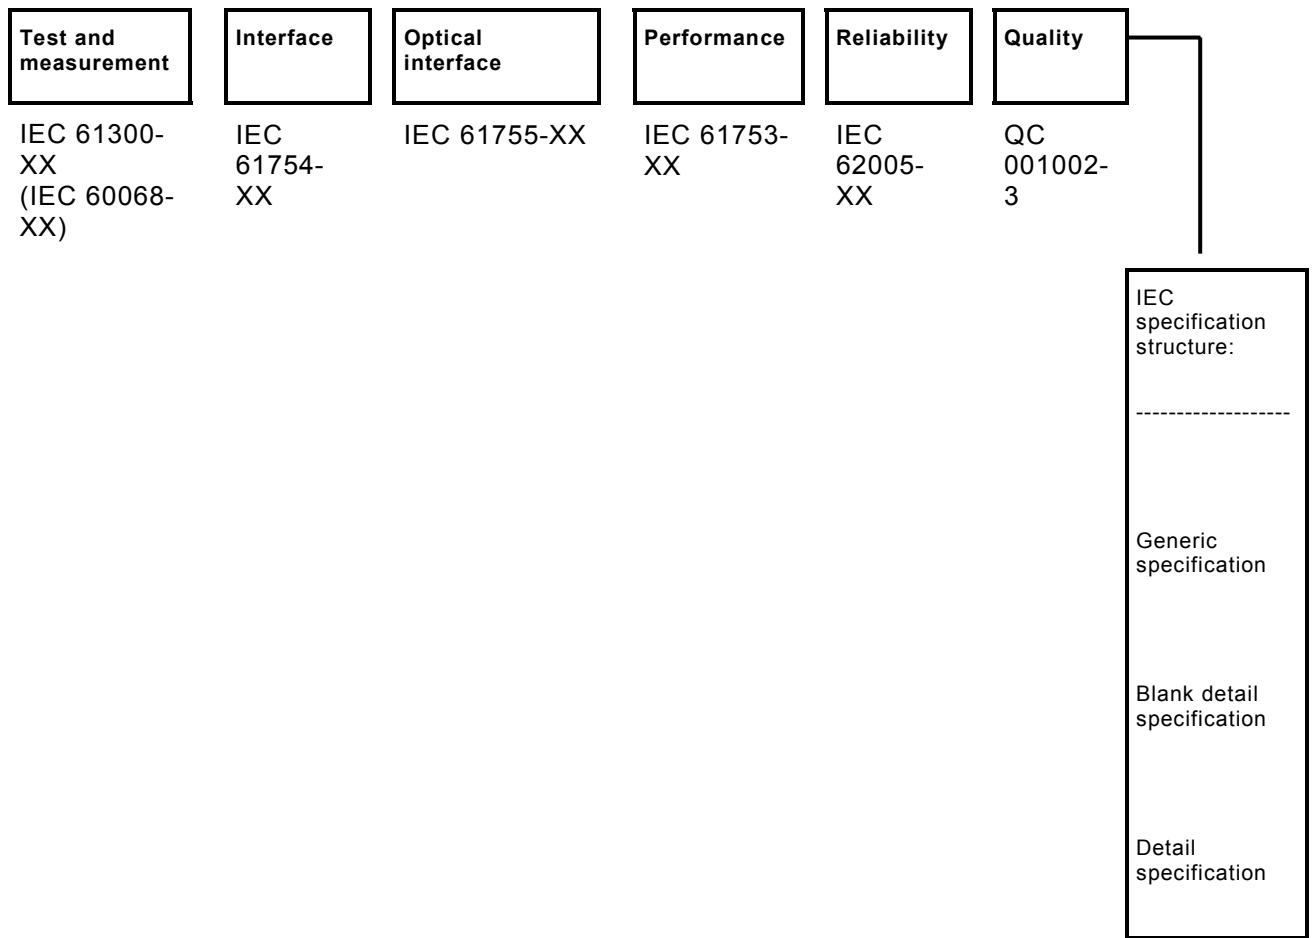 Test and
measurement
Interface
Optical
interface
Performance
Reliability
Quality
IEC 61300-
XX
(IEC 60068-
XX)
IEC
61754-
XX
IEC 61755-XX
IEC 61753-
XX
IEC
62005-
XX
QC
001002-
3
IEC
specification
structure:
-------------------
Generic
specification
Blank detail
specification
Detail
specification